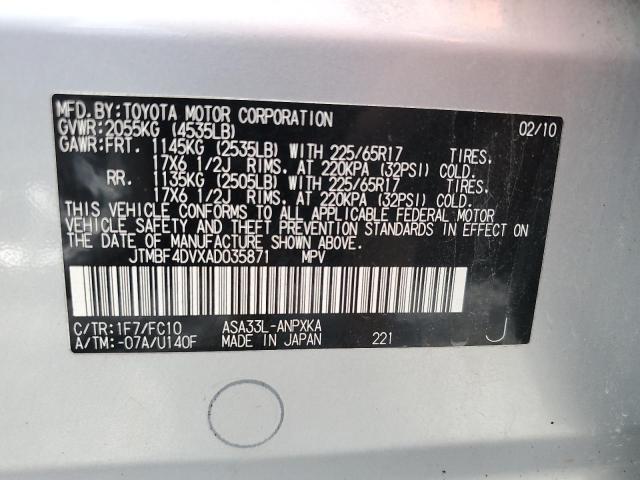 MFD.BY:TOYOTA MOTOR CORPORATION 02/10
GVWR:2055KG (4535LB)
GAWR:FRT. 1145KG (2535LB) WITH 225/65R17 TIRES.
17X6 1/2J RIMS, AT 220KPA (32PSI) COLD.
RR. 1135KG (2505LB) WITH 225/65R17 TIRES.
17X6 1/2J RIMS, AT 220KPA (32PSI) COLD.
THIS VEHICLE CONFORMS TO ALL APPLICABLE FEDERAL MOTOR
VEHICLE SAFETY AND THEFT PREVENTION STANDARDS IN EFFECT ON
THE DATE OF MANUFACTURE SHOWN ABOVE.
JTMBF4DVXAD035871 MPV
C/TR:1F7/FC10 ASA33L-ANPXKA
A/TM:-07A/U140F MADE IN JAPAN 221 J